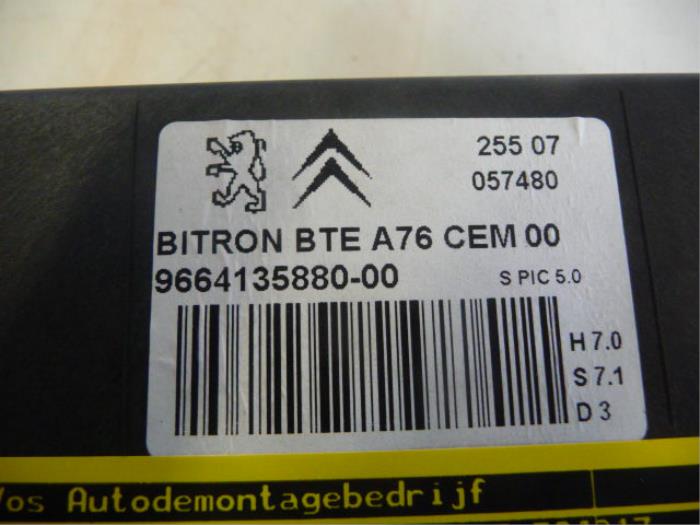 255 07
057480
BITRON BTE A76 CEM 00
9664135880-00 S PIC 5.0
H 7.0
S 7.1
D 3
Vos Autodemontagebedrijf